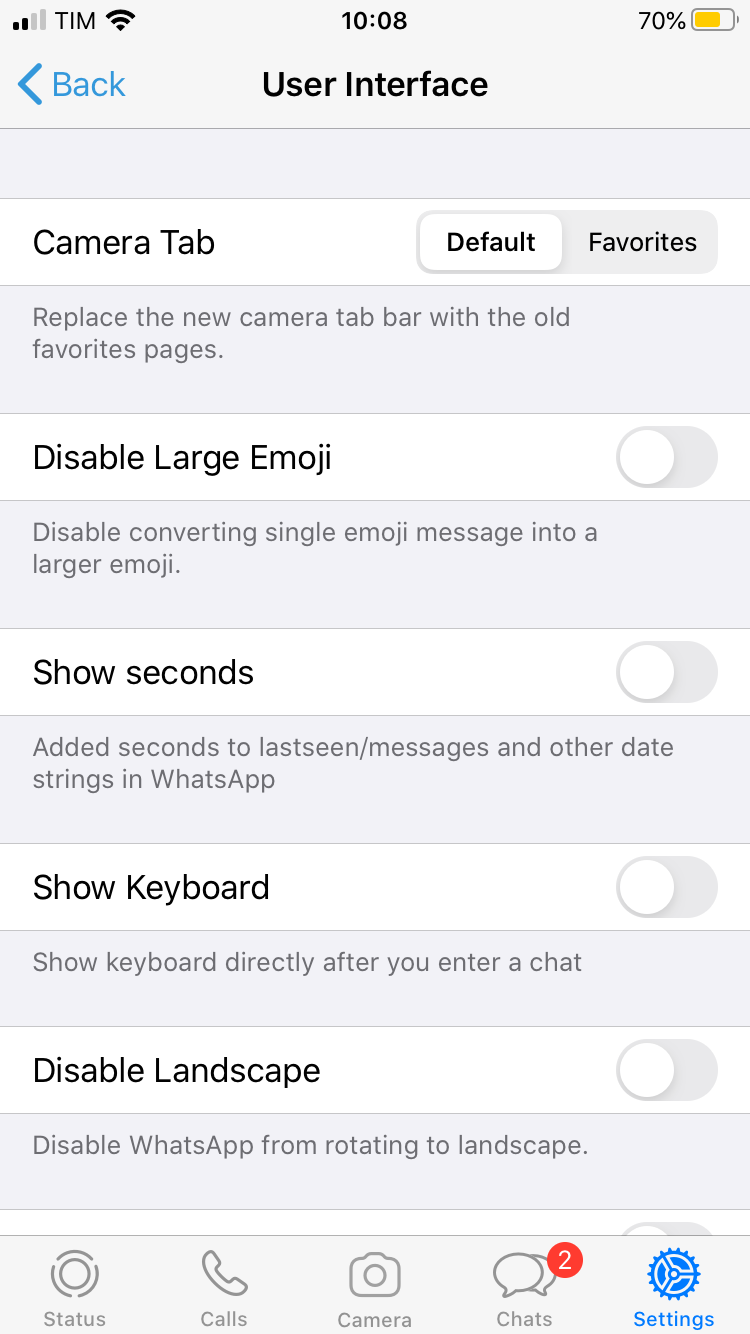 TIM 10:08 70%
Back User Interface
Camera Tab Default Favorites
Replace the new camera tab bar with the old
favorites pages.
Disable Large Emoji
Disable converting single emoji message into a
larger emoji.
Show seconds
Added seconds to lastseen/messages and other date
strings in WhatsApp
Show Keyboard
Show keyboard directly after you enter a chat
Disable Landscape
Disable WhatsApp from rotating to landscape.
2
Status Calls Camera Chats Settings